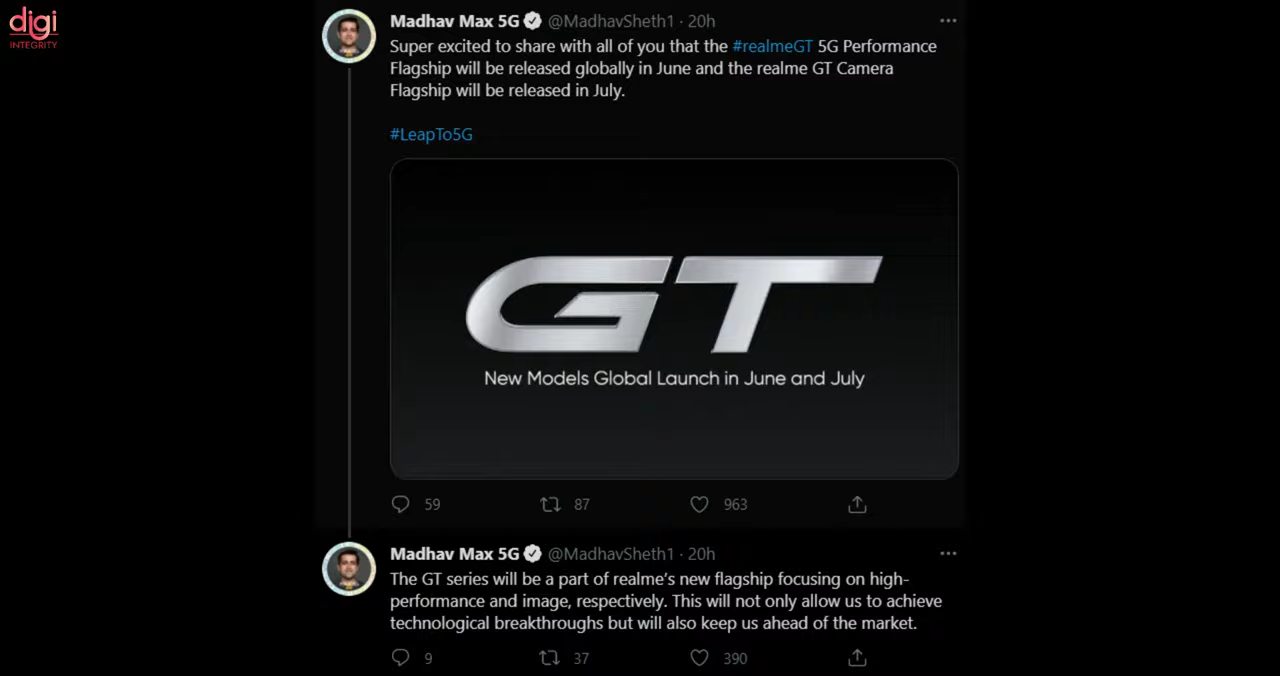 digi
INTEGRITY
Madhav Max 5G @MadhavSheth1 · 20h
Super excited to share with all of you that the #realmeGT 5G Performance
Flagship will be released globally in June and the realme GT Camera
Flagship will be released in July.
#LeapTo5G
GT
New Models Global Launch in June and July
59 87 963
Madhav Max 5G @MadhavSheth1 · 20h
The GT series will be a part of realme’s new flagship focusing on high-
performance and image, respectively. This will not only allow us to achieve
technological breakthroughs but will also keep us ahead of the market.
9 37 390